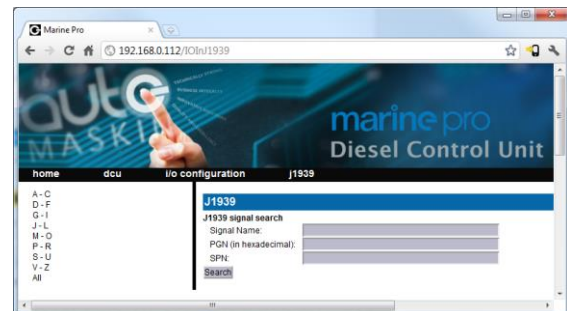 Marine Pro
192.168.0.112/IOIn/J1939
auto
MASKIN
marine pro
Diesel Control Unit
home dcu i/o configuration j1939
A - C
D - F
G - I
J - L
M - O
P - R
S - U
V - Z
All
J1939
J1939 signal search
Signal Name:
PGN (in hexadecimal):
SPN:
Search